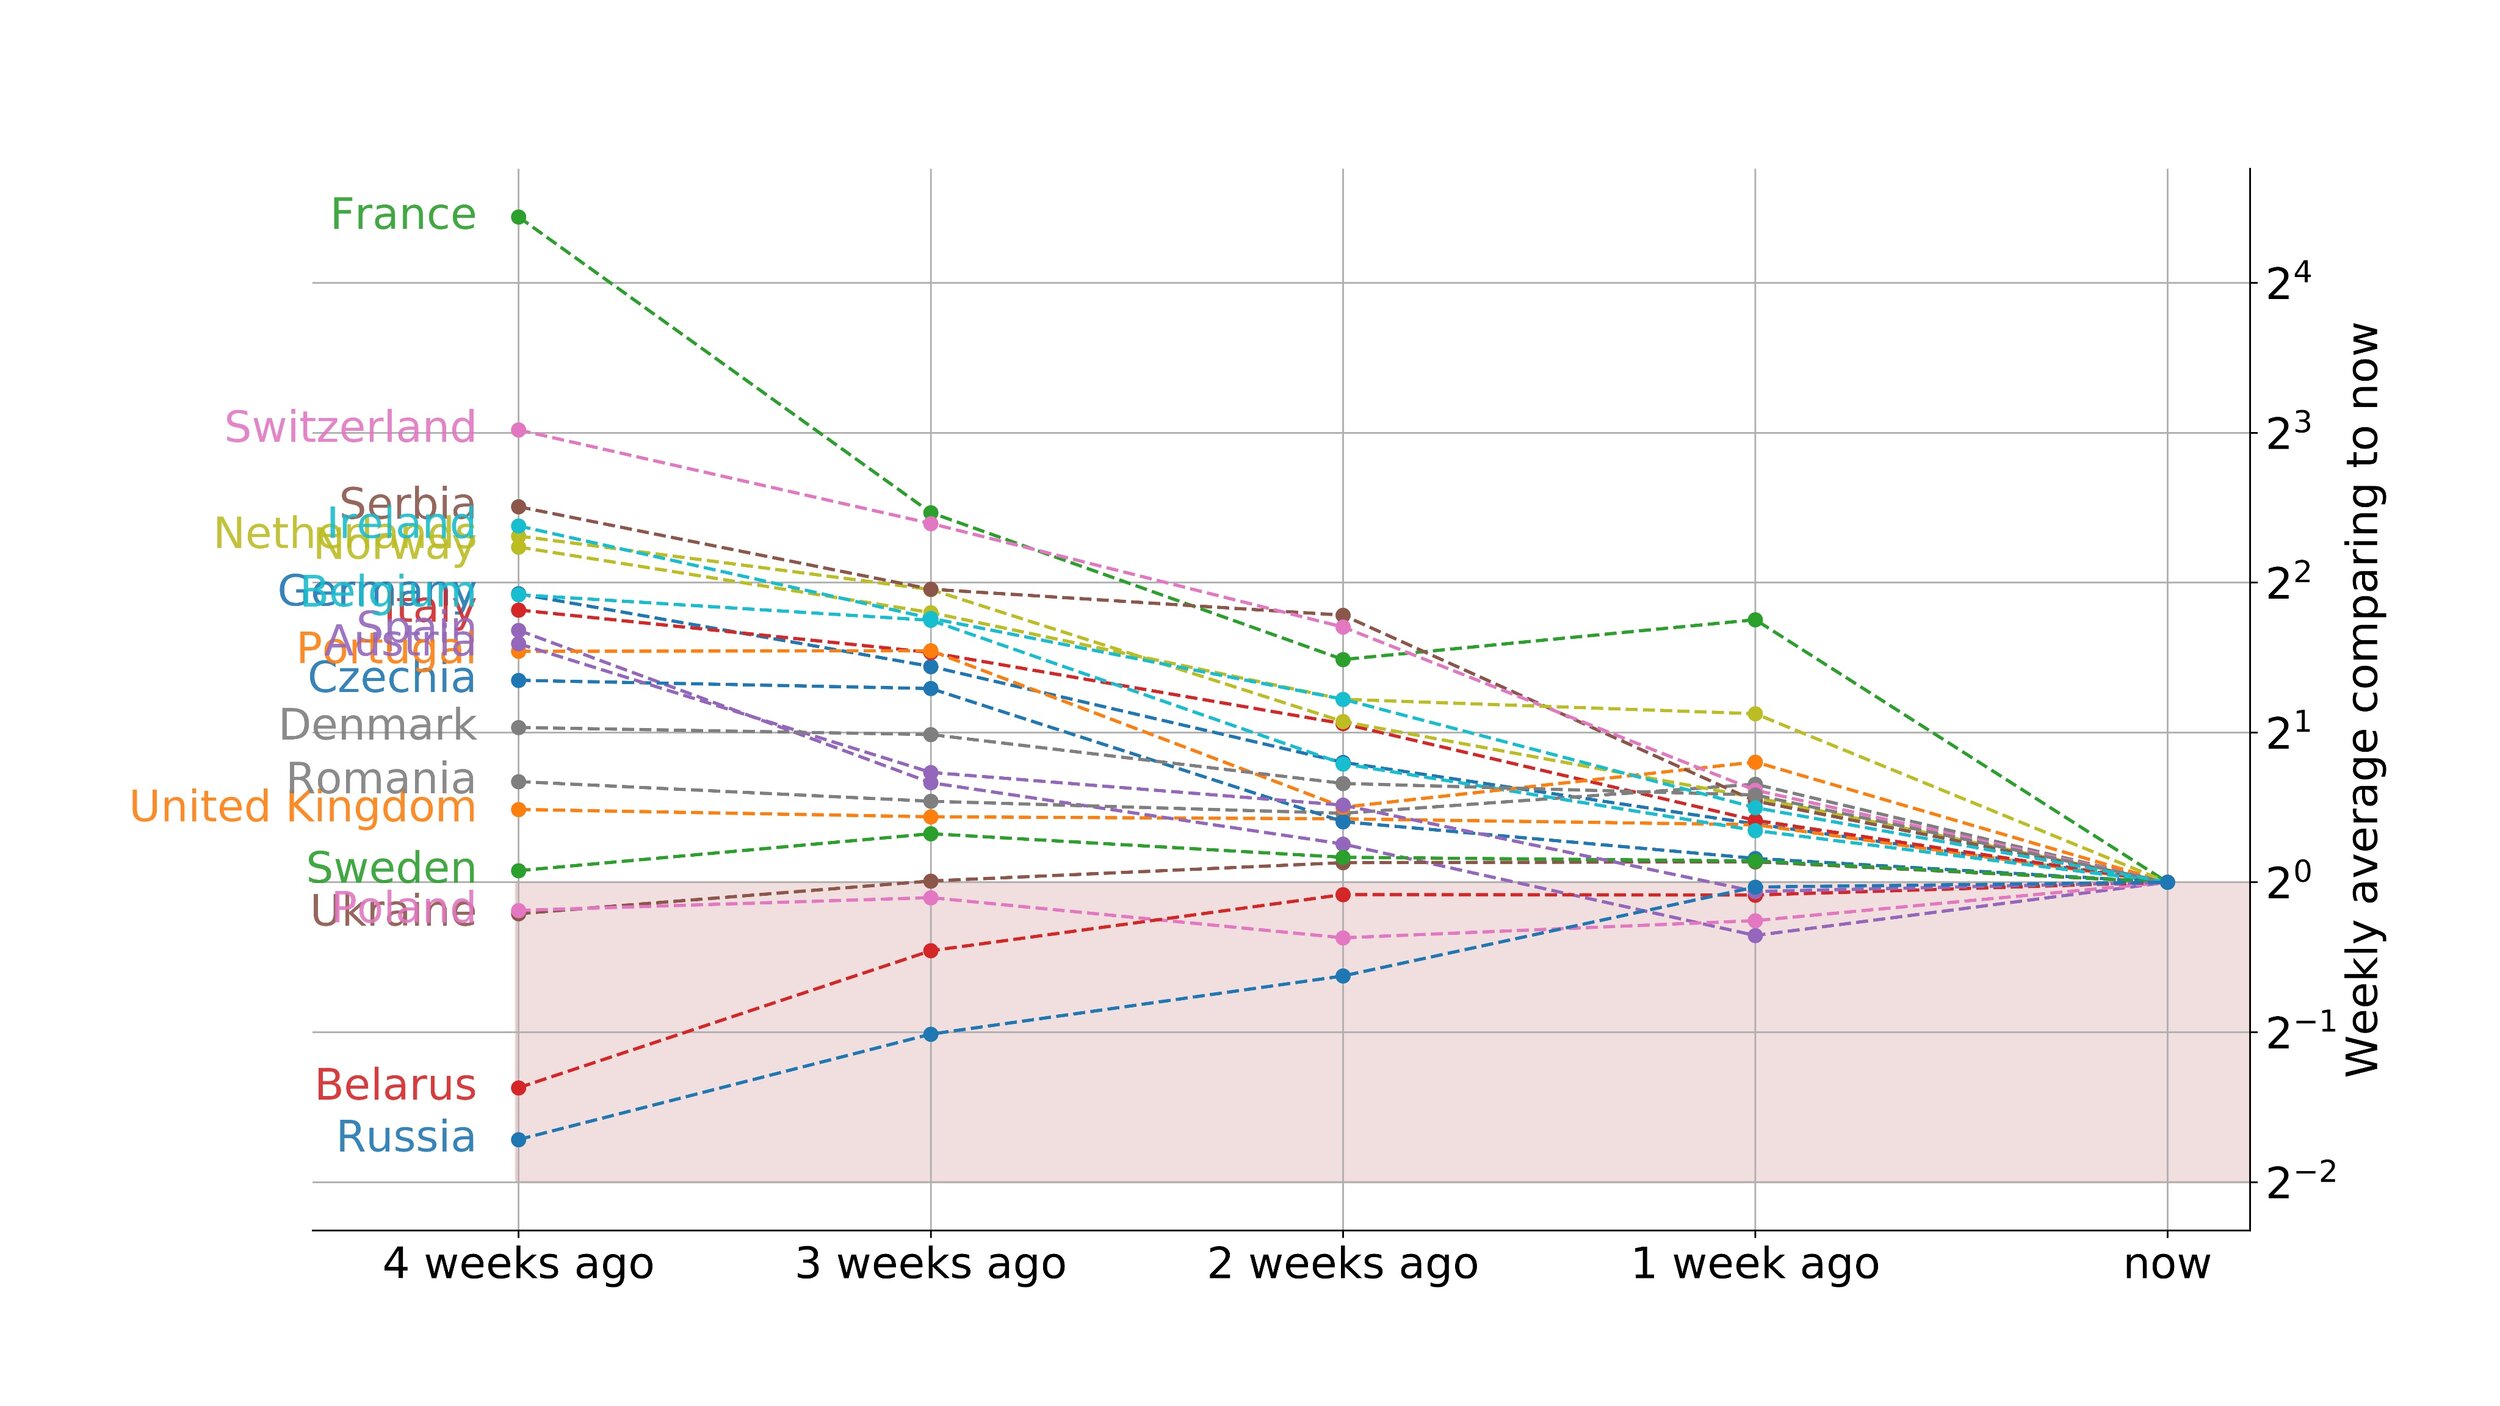 France
Switzerland
Serbia
Ireland
Netherlands
Norway
Germany
Belgium
Italy
Spain
Austria
Portugal
Czechia
Denmark
Romania
United Kingdom
Sweden
Poland
Ukraine
Belarus
Russia
2⁴
2³
2²
2¹
2⁰
2⁻¹
2⁻²
Weekly average comparing to now
4 weeks ago
3 weeks ago
2 weeks ago
1 week ago
now